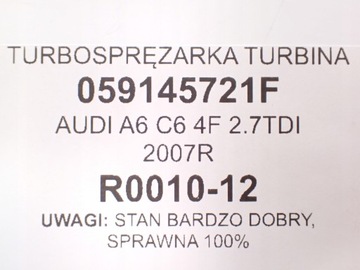 TURBOSPRĘŻARKA TURBINA
059145721F
AUDI A6 C6 4F 2.7TDI
2007R
R0010-12
UWAGI: STAN BARDZO DOBRY,
SPRAWNA 100%